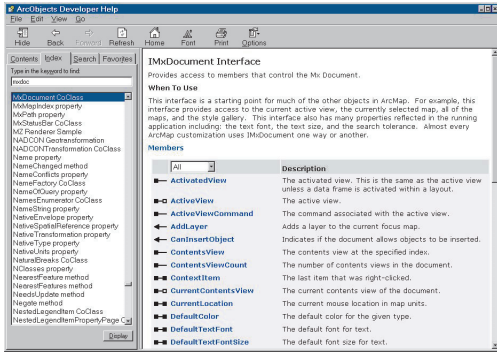 ArcObjects Developer Help
File Edit View Go
Hide Back Forward Refresh Home Font Print Options
Contents Index Search Favorites
Type in the keyword to find:
mxdoc
MxDocument CoClass
MxMapIndex property
MxPath property
MxStatusBar CoClass
MZ Renderer Sample
NADCON Geotransformation
NADCONTransformation CoClass
Name property
NameChanged method
NameConflicts property
NameFactory CoClass
NameOfQuery property
NamesEnumerator CoClass
NameString property
NativeEnvelope property
NativeSpatialReference property
NativeTransformation property
NativeType property
NativeUnits property
NaturalBreaks CoClass
NClasses property
NearestFeature method
NearestFeatures method
NeedsUpdate method
Negate method
NestedLegendItem CoClass
NestedLegendItemPropertyPage C
Display
IMxDocument Interface
Provides access to members that control the Mx Document.
When To Use
This interface is a starting point for much of the other objects in ArcMap. For example, this
interface provides access to the current active view, the currently selected map, all of the
maps, and the style gallery. This interface also has many properties reflected in the running
application including: the text font, the text size, and the search tolerance. Almost every
ArcMap customization uses IMxDocument one way or another.
Members
All Description
ActivatedView The activated view. This is the same as the active view
unless a data frame is activated within a layout.
ActiveView The active view.
ActiveViewCommand The command associated with the active view.
AddLayer Adds a layer to the current focus map.
CanInsertObject Indicates if the document allows objects to be inserted.
ContentsView The contents view at the specified index.
ContentsViewCount The number of contents views in the document.
ContextItem The last item that was right-clicked.
CurrentContentsView The current contents view of the document.
CurrentLocation The current mouse location in map units.
DefaultColor The default color for the given type.
DefaultTextFont The default font for text.
DefaultTextFontSize The default font size for text.